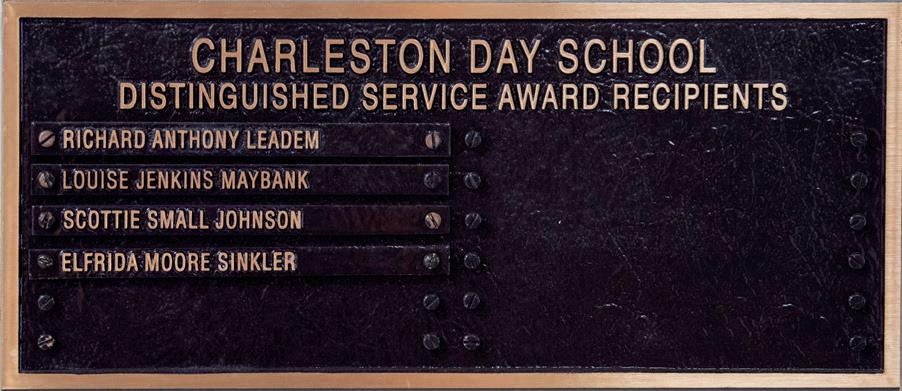 CHARLESTON DAY SCHOOL
DISTINGUISHED SERVICE AWARD RECIPIENTS
RICHARD ANTHONY LEADEM
LOUISE JENKINS MAYBANK
SCOTTIE SMALL JOHNSON
ELFRIDA MOORE SINKLER